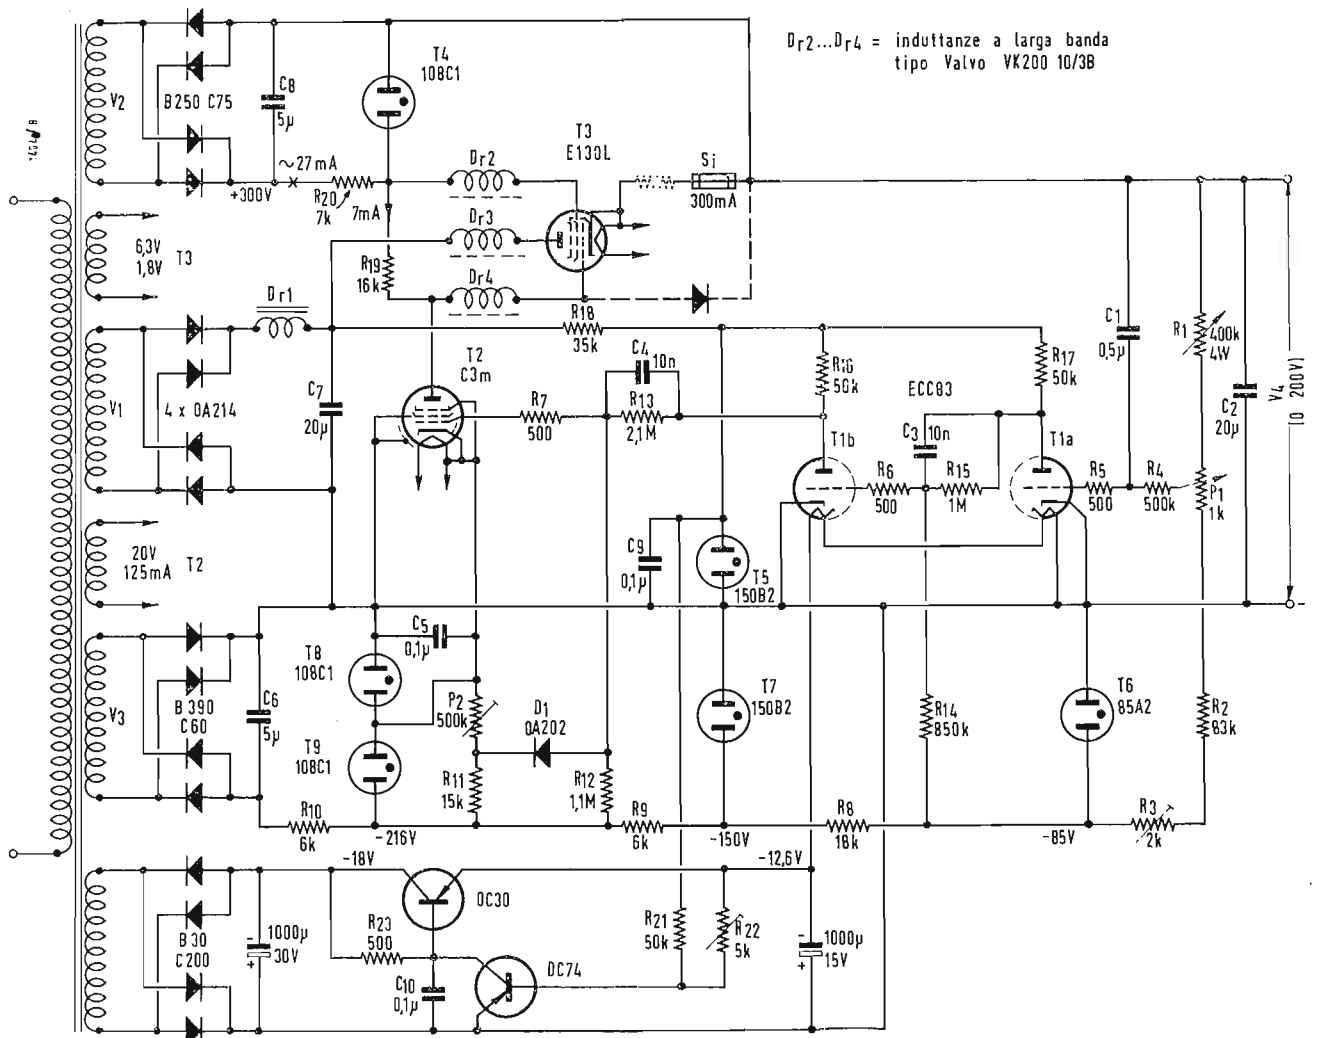 Dr2...Dr4 = induttanze a larga banda
tipo Valvo VK200 10/3B
T4
108C1
V2
B250 C75
C8
5µ
T3
E130L
~27mA
+300V
R20
7k
7mA
Dr2
Si
300mA
Dr3
6,3V
1,8V
T3
R19
16k
Dr4
Dr1
R18
35k
V1
4 x OA214
C7
20µ
T2
C3m
R7
500
C4
10n
R13
2,1M
R16
50k
ECC83
C3
10n
R17
50k
C1
0,5µ
R1
400k
4W
C2
20µ
V4
(0 200V)
T1b
R6
500
R15
1M
T1a
R5
500
R4
500k
P1
1k
20V
125mA
T2
C9
0,1µ
T5
150B2
-
V3
B390
C60
C6
5µ
T8
108C1
C5
0,1µ
P2
500k
D1
OA202
T9
108C1
R11
15k
R12
1,1M
T7
150B2
R14
850k
T6
85A2
R2
83k
R10
6k
-216V
R9
6k
-150V
R8
18k
-85V
R3
2k
-18V
OC30
-12,6V
B30
C200
-
+
1000µ
30V
R23
500
C10
0,1µ
OC74
R21
50k
R22
5k
-
+
1000µ
15V